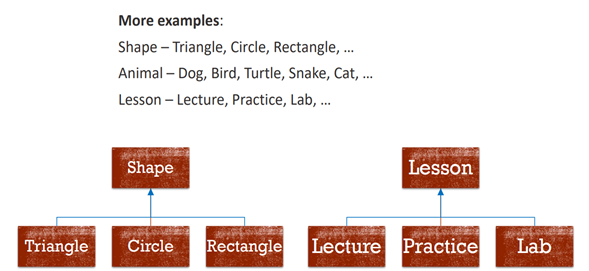 More examples:
Shape – Triangle, Circle, Rectangle, ...
Animal – Dog, Bird, Turtle, Snake, Cat, ...
Lesson – Lecture, Practice, Lab, ...
Shape
Lesson
Triangle
Circle
Rectangle
Lecture
Practice
Lab